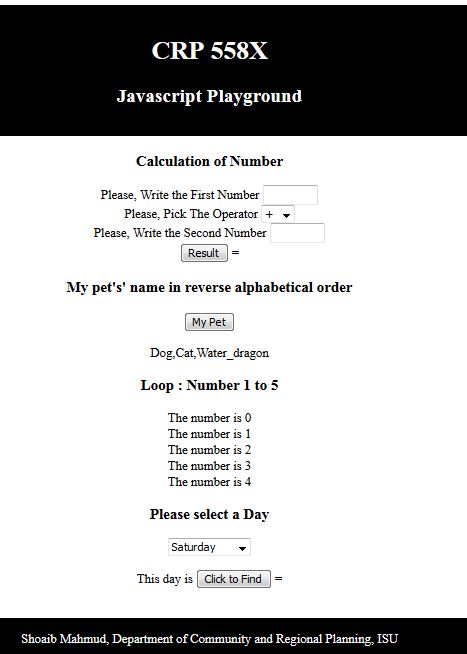 CRP 558X
Javascript Playground
Calculation of Number
Please, Write the First Number
Please, Pick The Operator +
Please, Write the Second Number
Result =
My pet's' name in reverse alphabetical order
My Pet
Dog,Cat,Water_dragon
Loop : Number 1 to 5
The number is 0
The number is 1
The number is 2
The number is 3
The number is 4
Please select a Day
Saturday
This day is Click to Find =
Shoaib Mahmud, Department of Community and Regional Planning, ISU